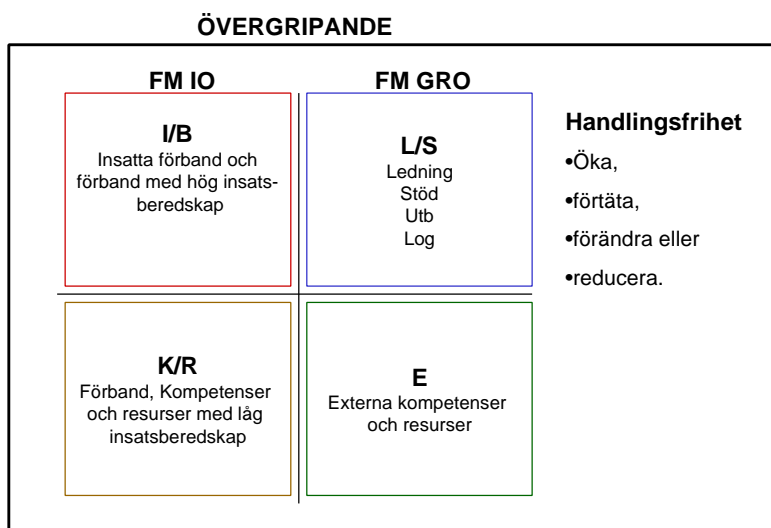 ÖVERGRIPANDE
FM IO
FM GRO
I/B
Insatta förband och
förband med hög insats-
beredskap
L/S
Ledning
Stöd
Utb
Log
K/R
Förband, Kompetenser
och resurser med låg
insatsberedskap
E
Externa kompetenser
och resurser
Handlingsfrihet
•Öka,
•förtäta,
•förändra eller
•reducera.